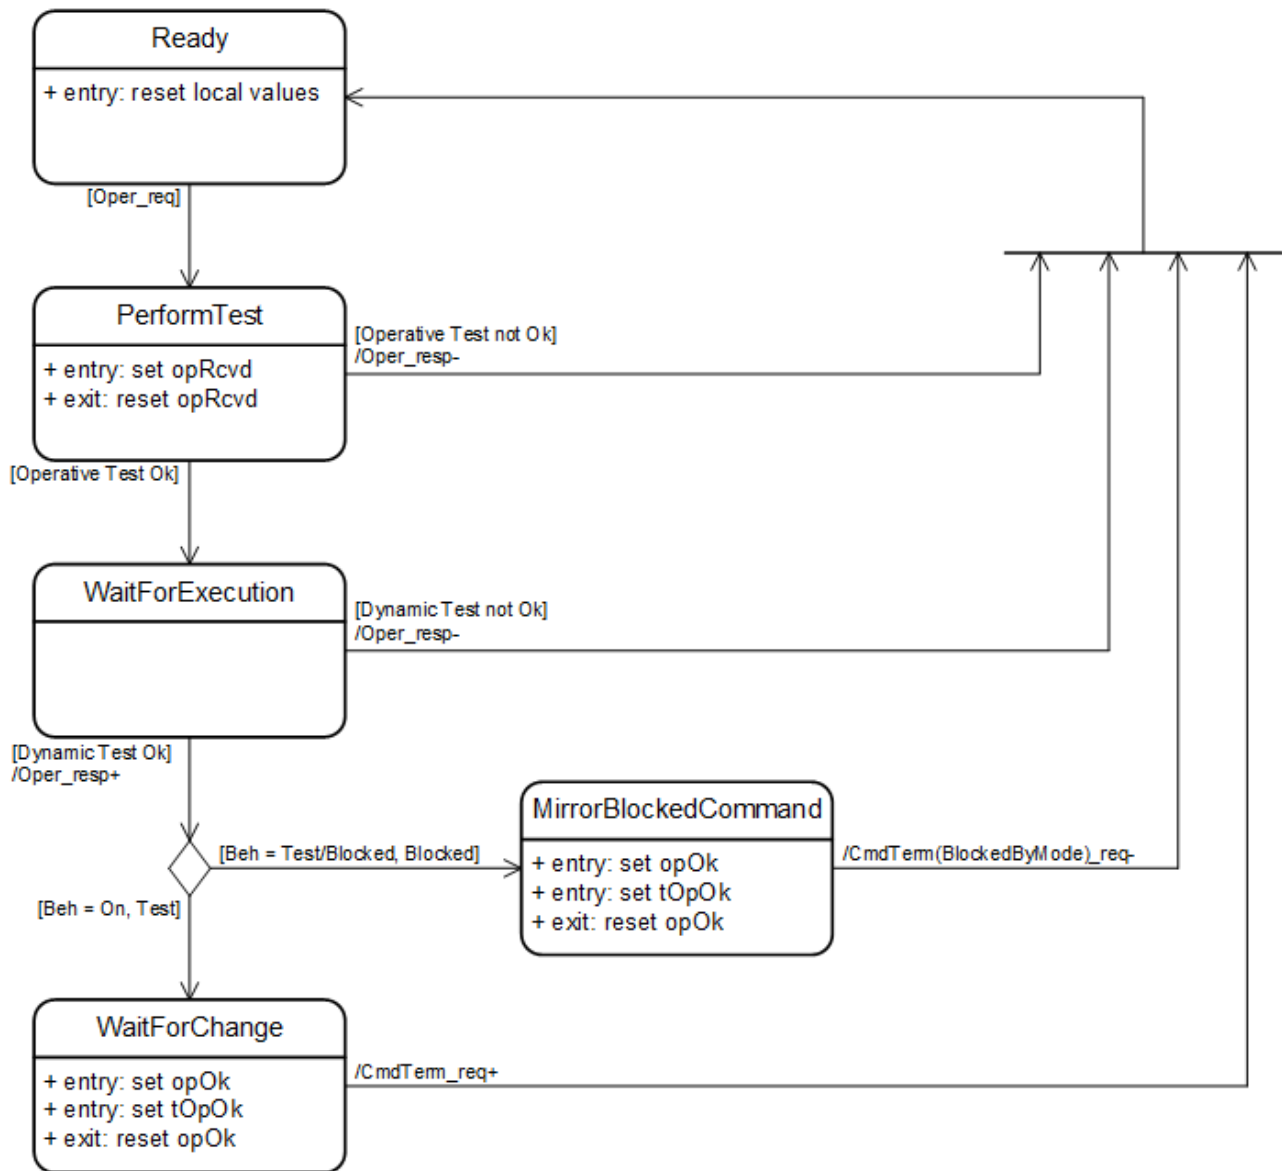 Ready
+ entry: reset local values
[Oper_req]
PerformTest
+ entry: set opRcvd
+ exit: reset opRcvd
[Operative Test not Ok]
/Oper_resp-
[Operative Test Ok]
WaitForExecution
[Dynamic Test not Ok]
/Oper_resp-
[Dynamic Test Ok]
/Oper_resp+
MirrorBlockedCommand
+ entry: set opOk
+ entry: set tOpOk
+ exit: reset opOk
[Beh = Test/Blocked, Blocked]
/CmdTerm(BlockedByMode)_req-
[Beh = On, Test]
WaitForChange
+ entry: set opOk
+ entry: set tOpOk
+ exit: reset opOk
/CmdTerm_req+